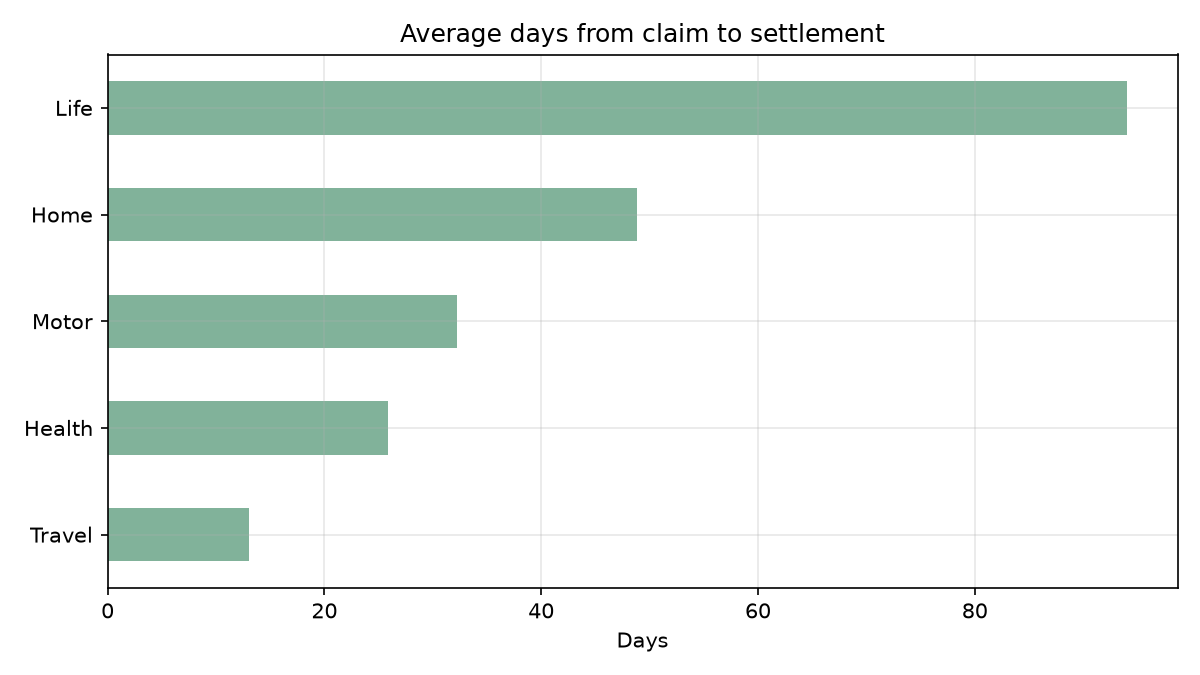 Average days from claim to settlement
Life
Home
Motor
Health
Travel
0 20 40 60 80
Days